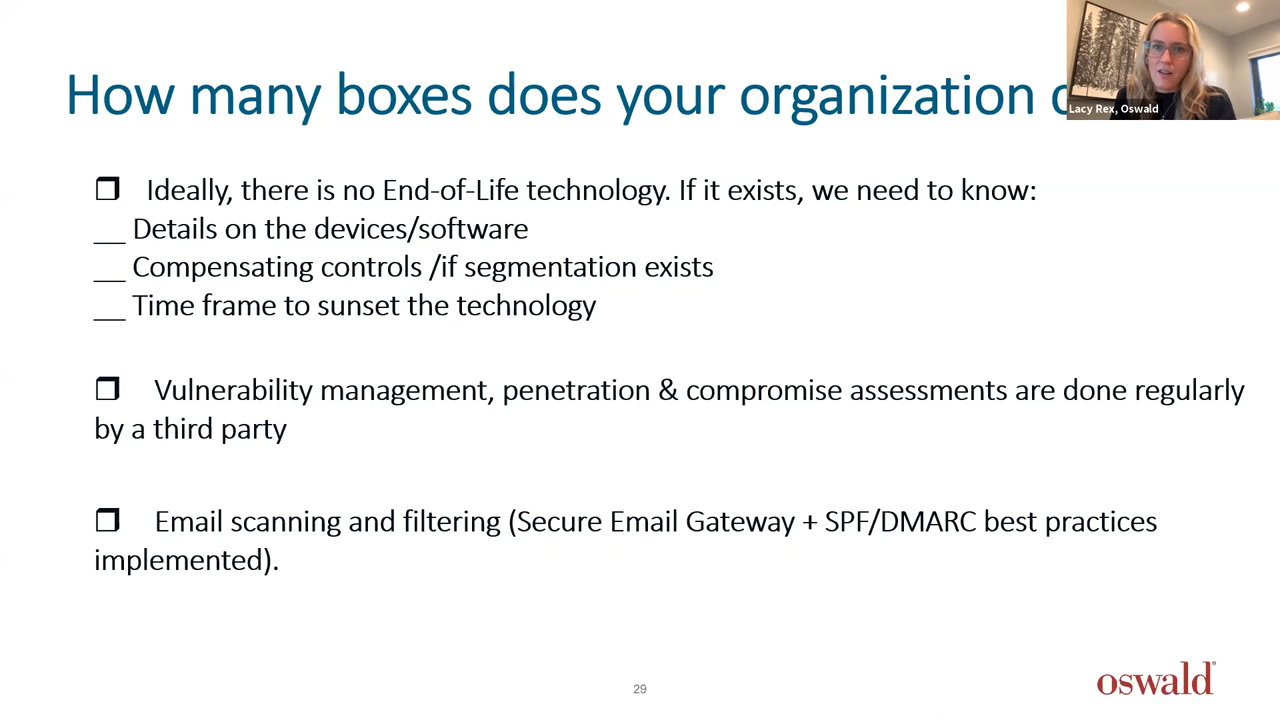 How many boxes does your organization
Lacy Rex, Oswald
❒ Ideally, there is no End-of-Life technology. If it exists, we need to know:
__ Details on the devices/software
__ Compensating controls /if segmentation exists
__ Time frame to sunset the technology
❒ Vulnerability management, penetration & compromise assessments are done regularly
by a third party
❒ Email scanning and filtering (Secure Email Gateway + SPF/DMARC best practices
implemented).
29
oswald®